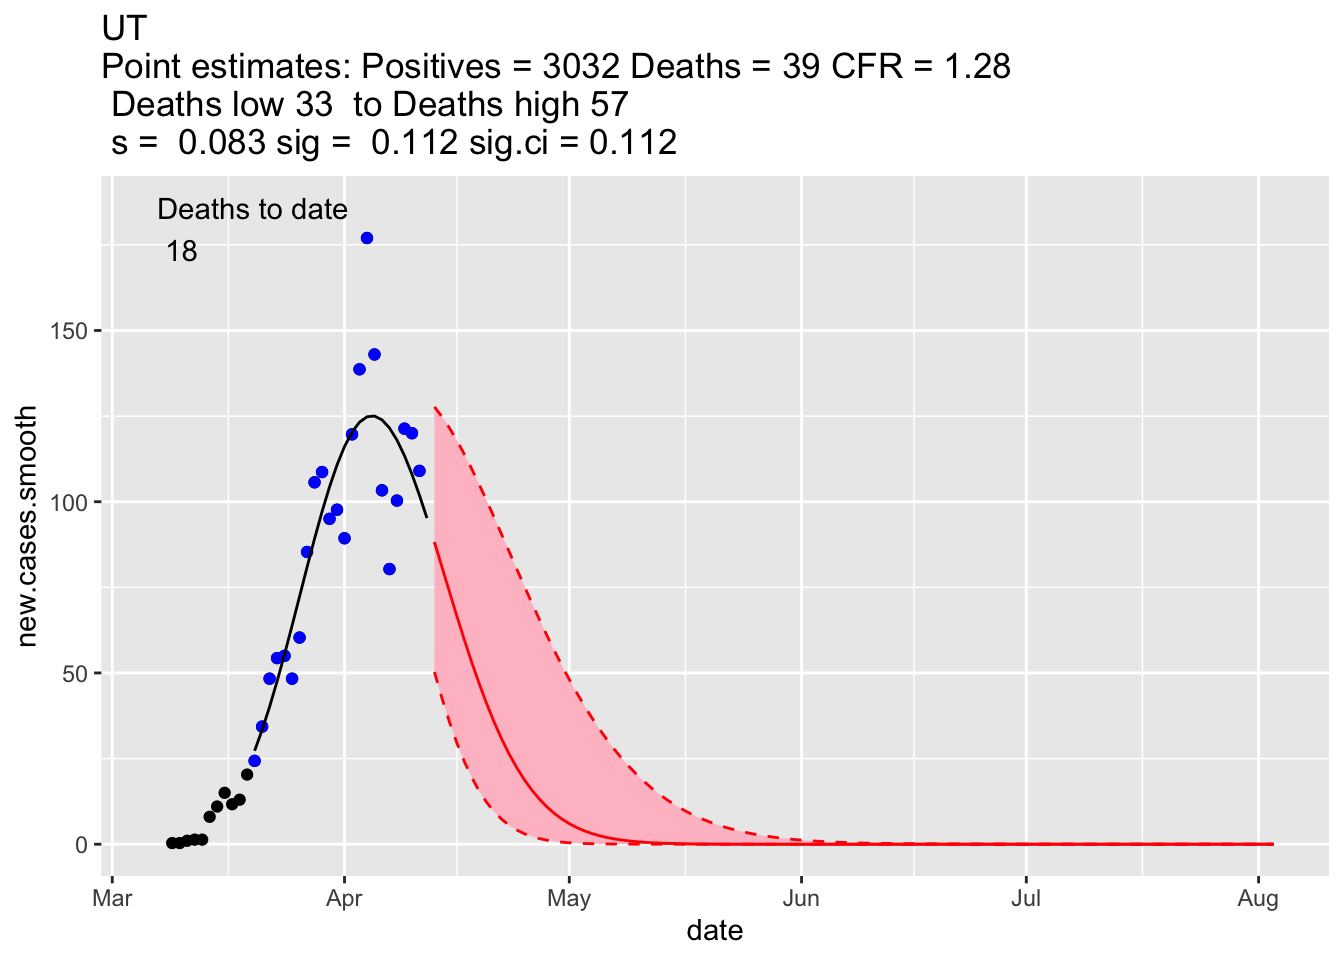 UT
Point estimates: Positives = 3032 Deaths = 39 CFR = 1.28
Deaths low 33  to Deaths high 57
s =  0.083 sig =  0.112 sig.ci = 0.112
Deaths to date
18
150
100
50
0
new.cases.smooth
Mar Apr May Jun Jul Aug
date